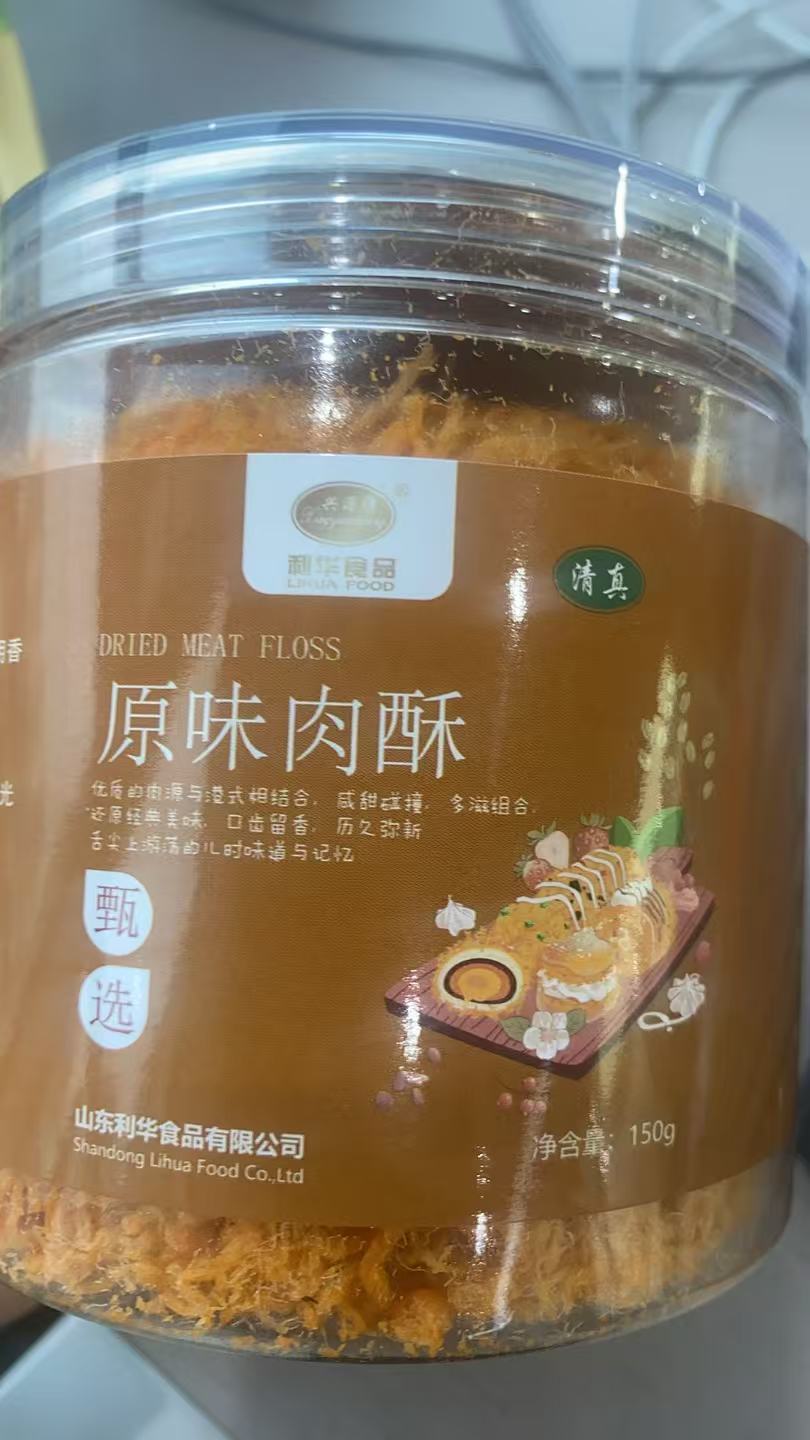 利华食品
LIHUA FOOD
清真
DRIED MEAT FLOSS
原味肉酥
优质的肉源与港式相结合，咸甜碰撞，多滋组合，
还原经典美味，口齿留香，历久弥新
舌尖上游荡的儿时味道与记忆
甄
选
山东利华食品有限公司
Shandong Lihua Food Co.,Ltd
净含量：150g
香
光